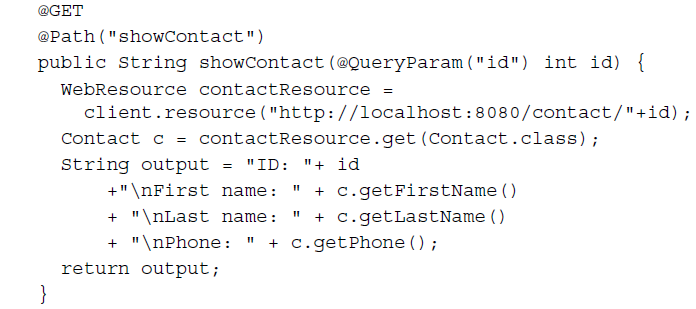 @GET
@Path("showContact")
public String showContact(@QueryParam("id") int id) {
WebResource contactResource =
client.resource("http://localhost:8080/contact/"+id);
Contact c = contactResource.get(Contact.class);
String output = "ID: "+ id
+"\nFirst name: " + c.getFirstName()
+ "\nLast name: " + c.getLastName()
+ "\nPhone: " + c.getPhone();
return output;
}